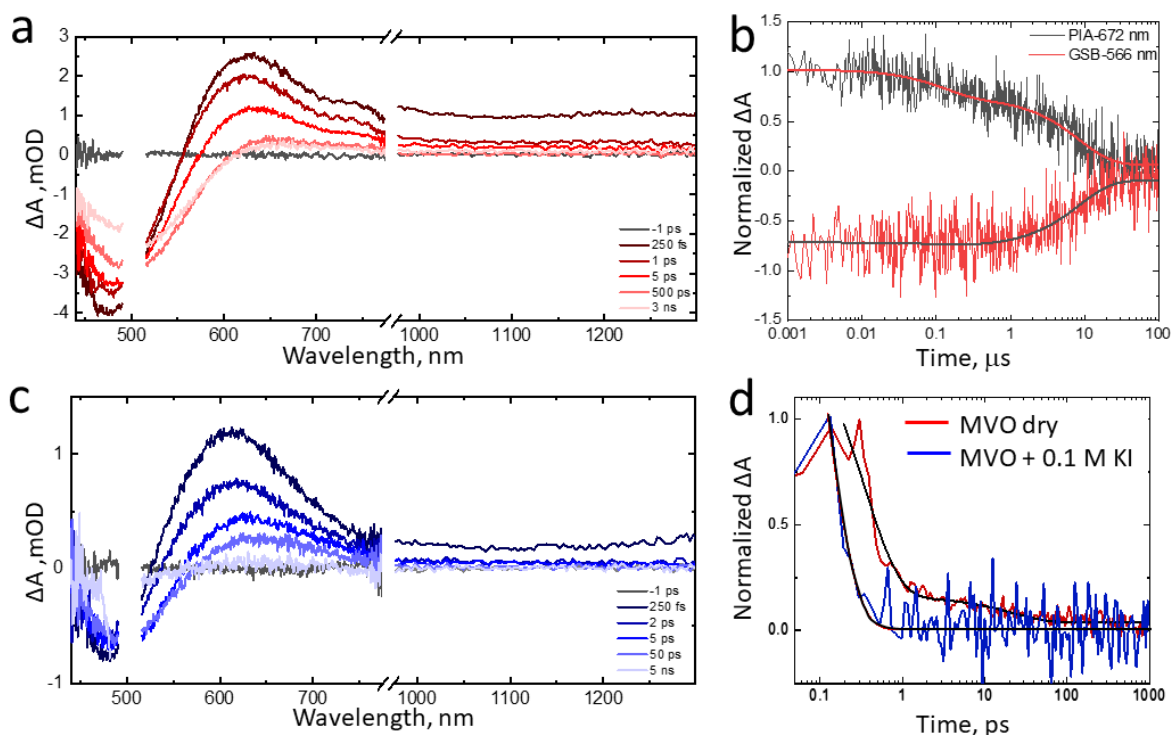 a
3
2
1
0
-1
-2
-3
-4
ΔA ,mOD
-1 ps
250 fs
1 ps
5 ps
500 ps
3 ns
500 600 700 1000 1100 1200
Wavelength, nm
b
1.5
1.0
0.5
0.0
-0.5
-1.0
-1.5
Normalized ΔA
PIA-672 nm
GSB-566 nm
0.001 0.01 0.1 1 10 100
Time, μs
c
1
0
-1
ΔA ,mOD
-1 ps
250 fs
2 ps
5 ps
50 ps
5 ns
500 600 700 1000 1100 1200
Wavelength, nm
d
1.0
0.5
0.0
Normalized ΔA
MVO dry
MVO + 0.1 M KI
0.1 1 10 100 1000
Time, ps